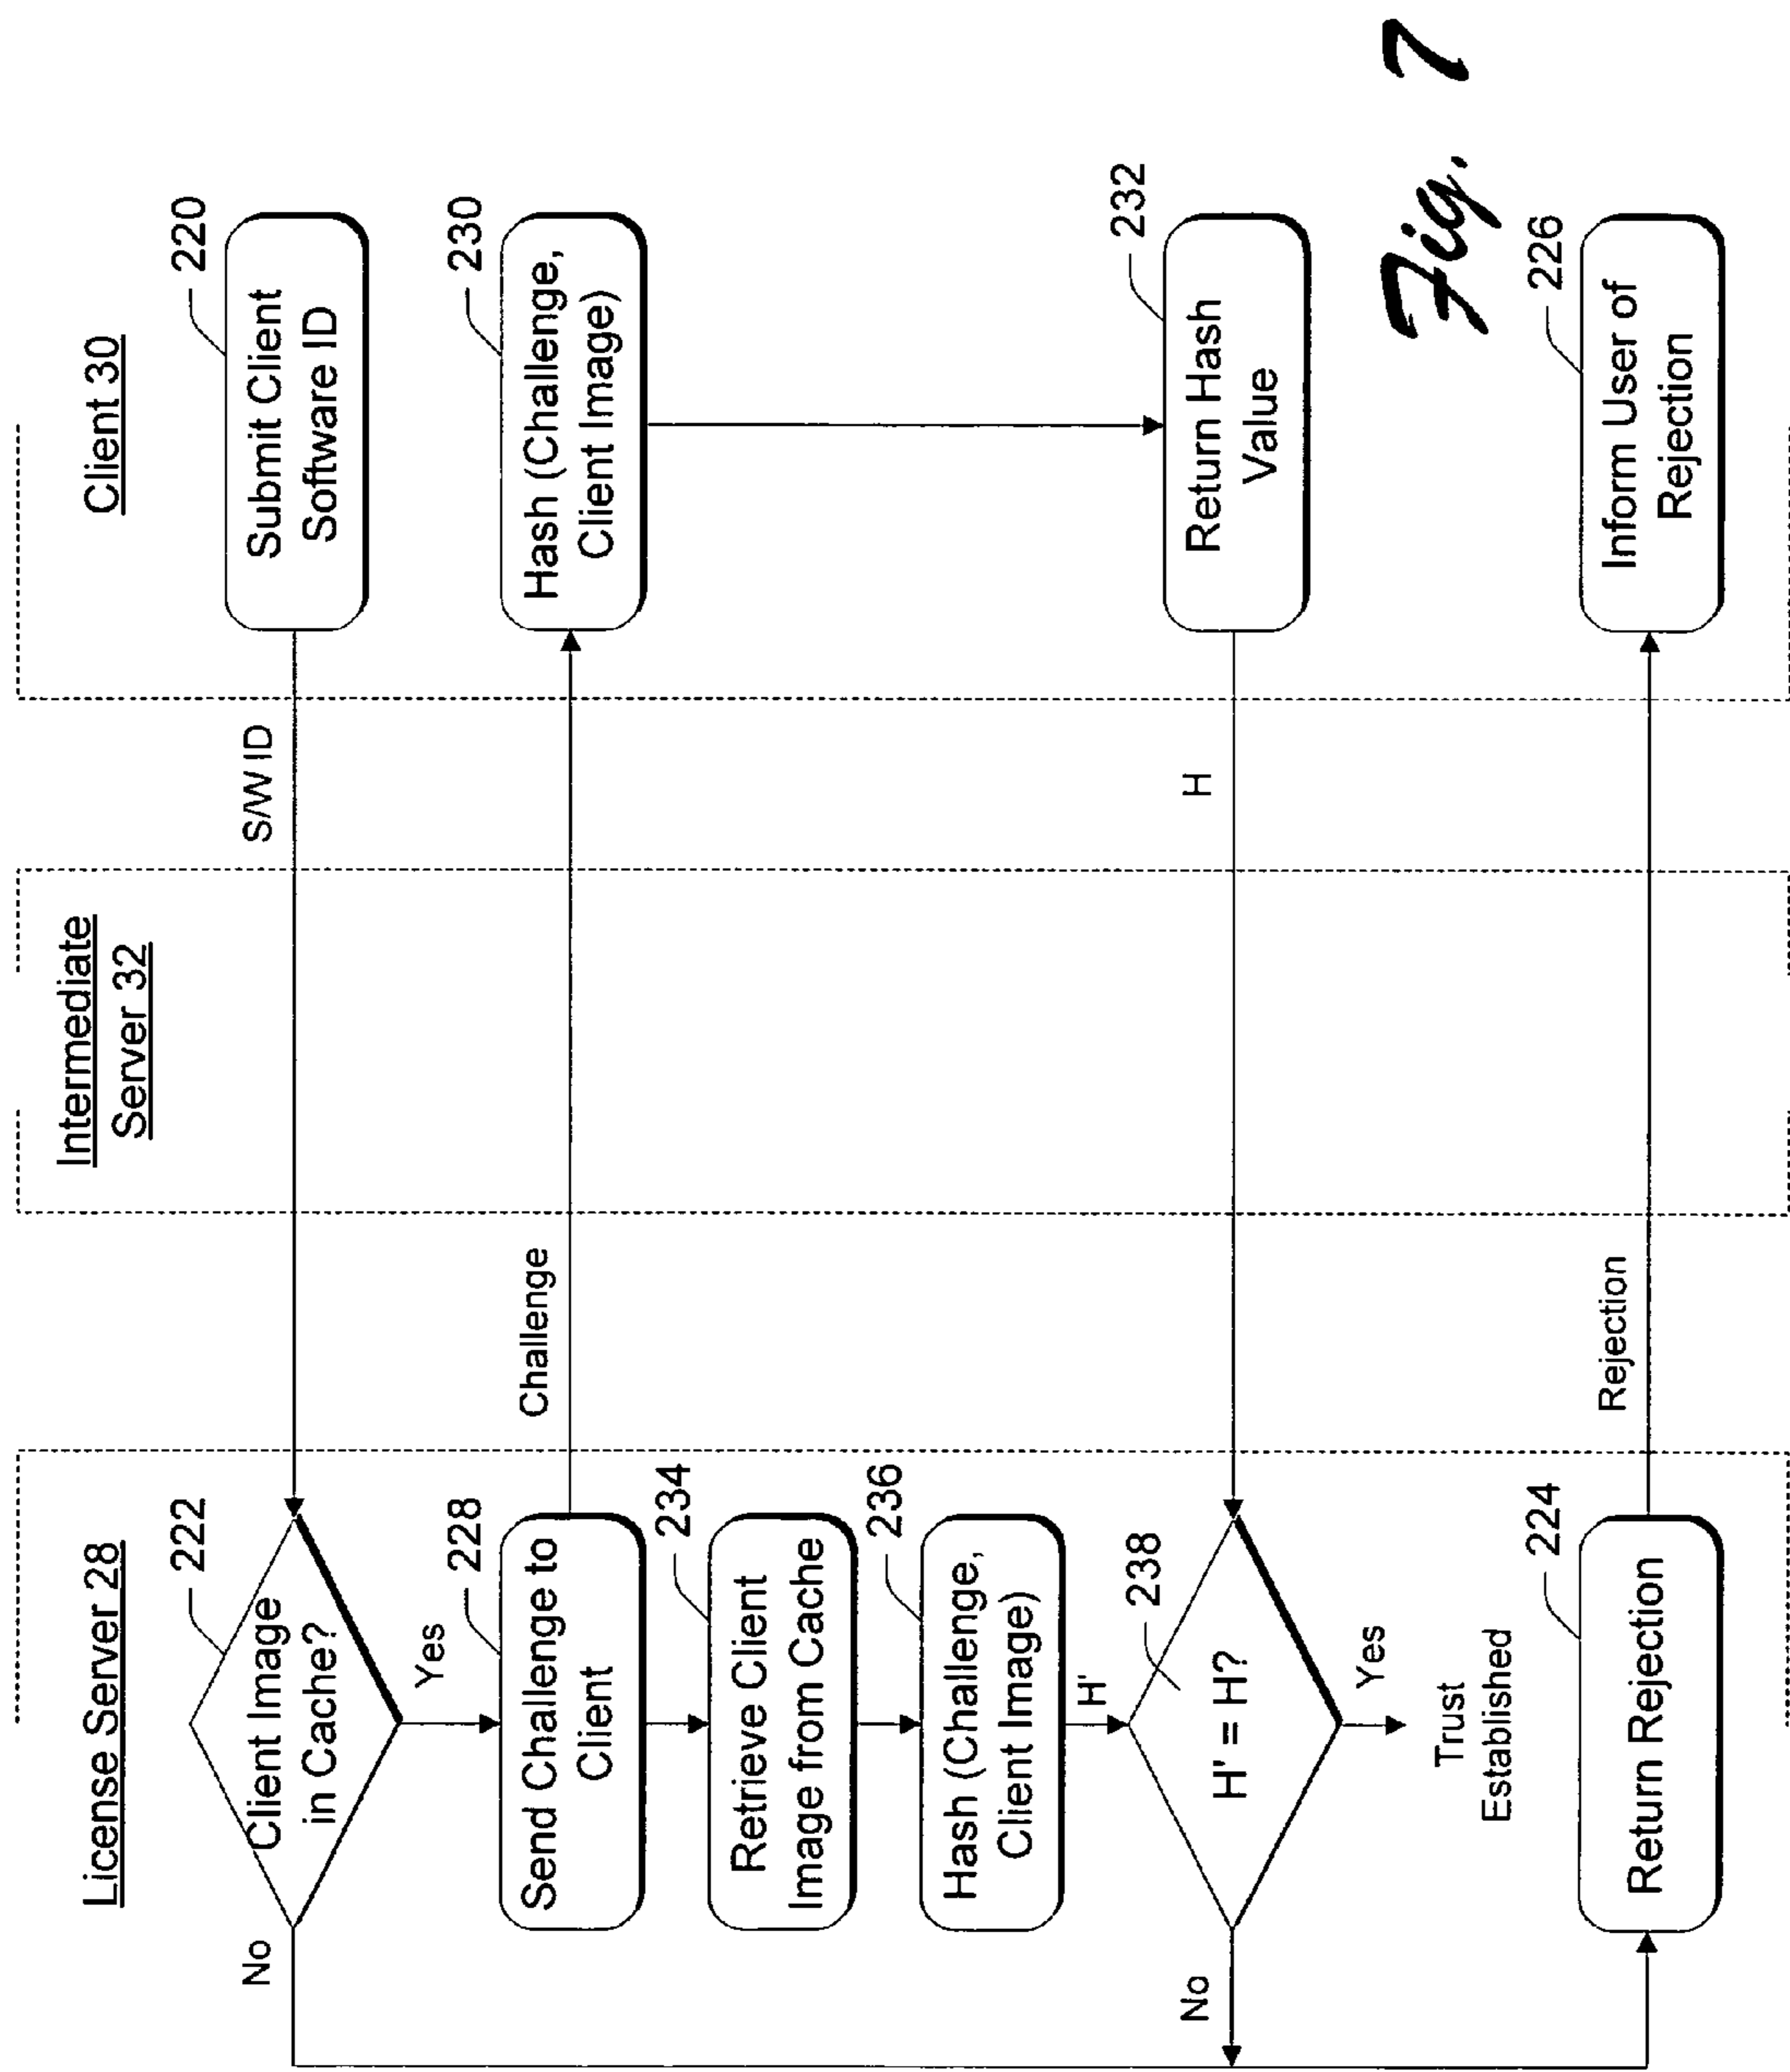 License Server 28
Intermediate
Server 32
Client 30
222
Client Image
in Cache?
No
Yes
S/W ID
220
Submit Client
Software ID
228
Send Challenge to
Client
Challenge
230
Hash (Challenge,
Client Image)
234
Retrieve Client
Image from Cache
236
Hash (Challenge,
Client Image)
H'
238
H' = H?
No
Yes
Trust
Established
H
232
Return Hash
Value
224
Return Rejection
Rejection
226
Inform User of
Rejection
Fig. 7